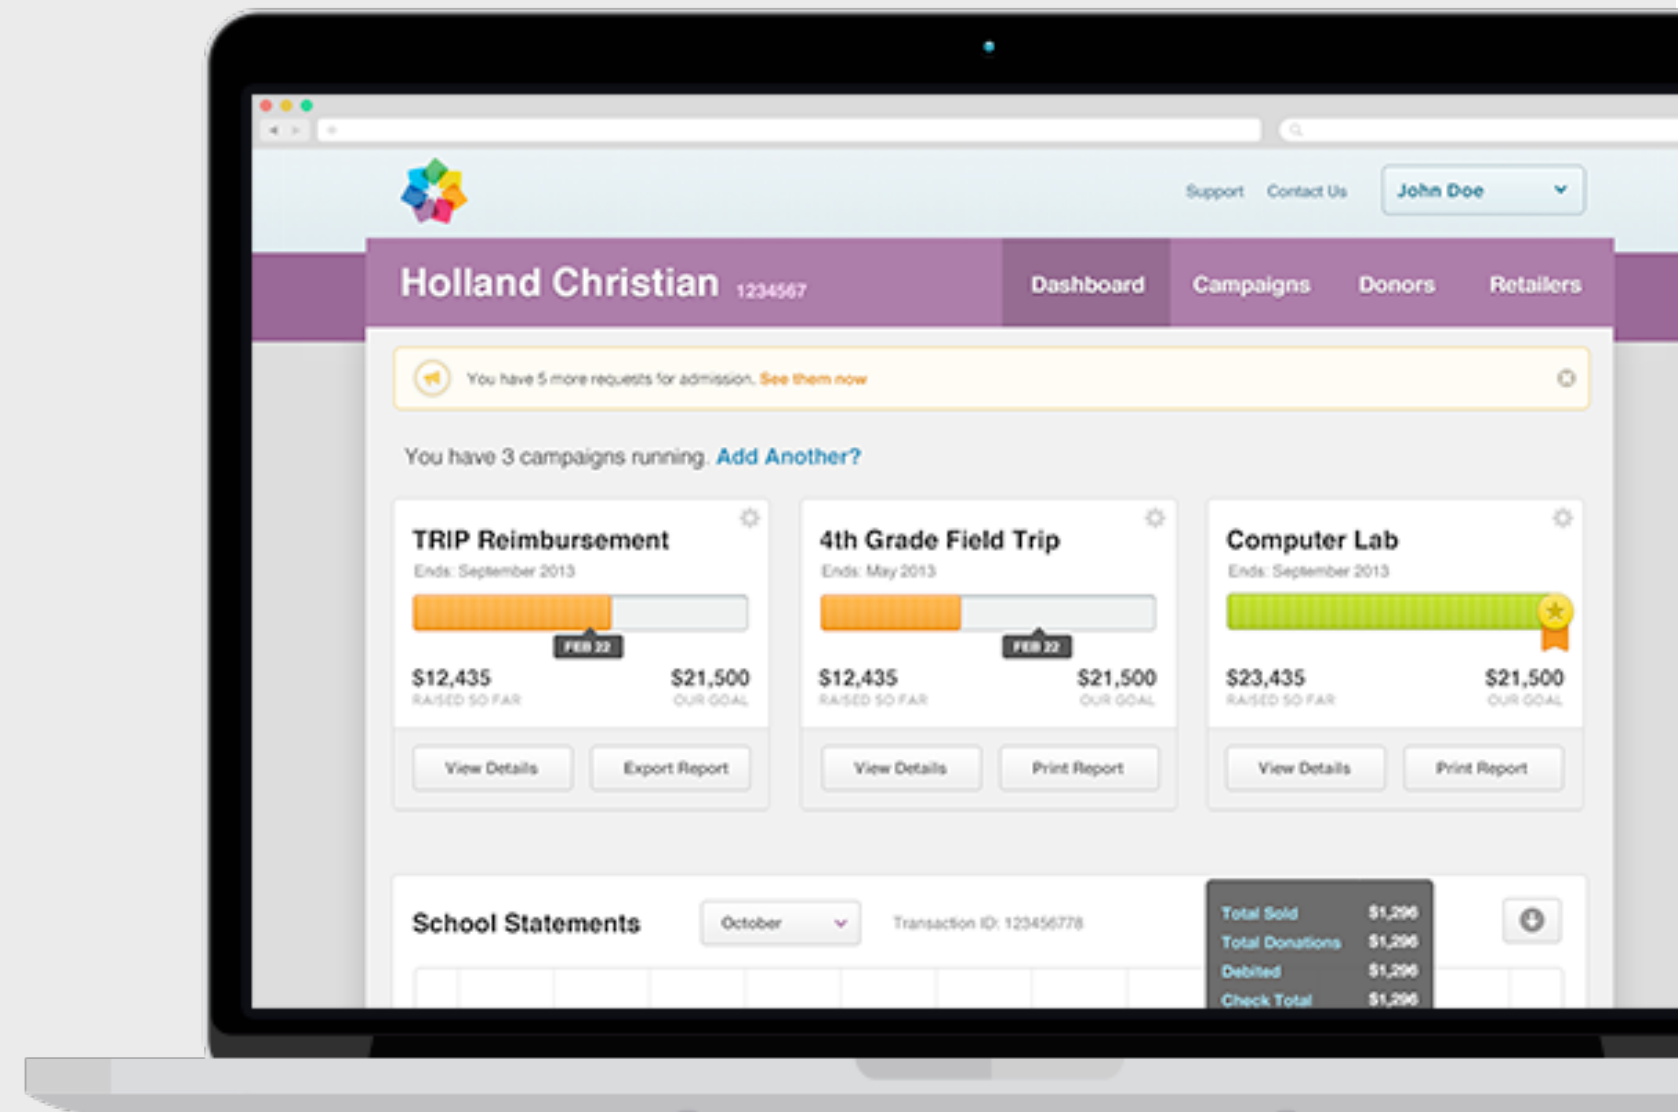 Support Contact Us John Doe
Holland Christian 1234567 Dashboard Campaigns Donors Retailers
You have 5 more requests for admission. See them now
You have 3 campaigns running. Add Another?
TRIP Reimbursement
Ends: September 2013
FEB 22
$12,435 $21,500
RAISED SO FAR OUR GOAL
View Details Export Report
4th Grade Field Trip
Ends: May 2013
FEB 22
$12,435 $21,500
RAISED SO FAR OUR GOAL
View Details Print Report
Computer Lab
Ends: September 2013
$23,435 $21,500
RAISED SO FAR OUR GOAL
View Details Print Report
School Statements October Transaction ID: 123456778
Total Sold $1,296
Total Donations $1,296
Debited $1,296
Check Total $1,296